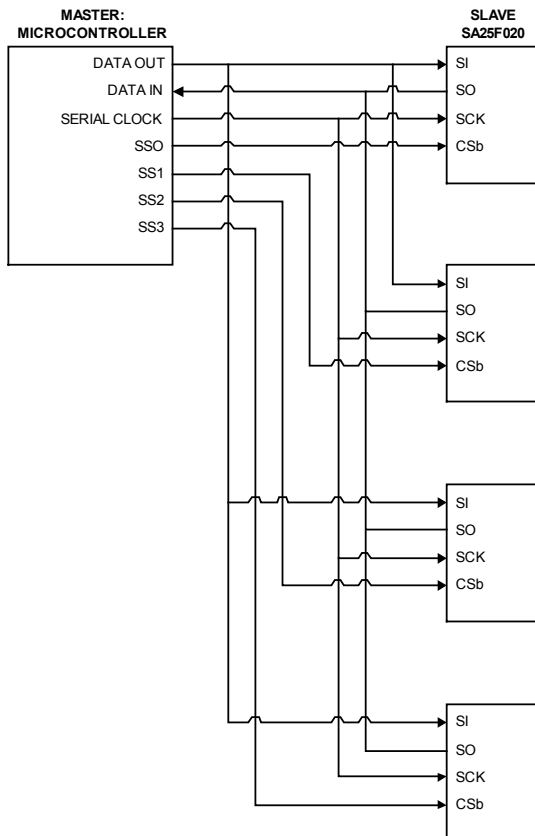 MASTER:
MICROCONTROLLER
DATA OUT
DATA IN
SERIAL CLOCK
SSO
SS1
SS2
SS3
SLAVE
SA25F020
SI
SO
SCK
CSb
SI
SO
SCK
CSb
SI
SO
SCK
CSb
SI
SO
SCK
CSb